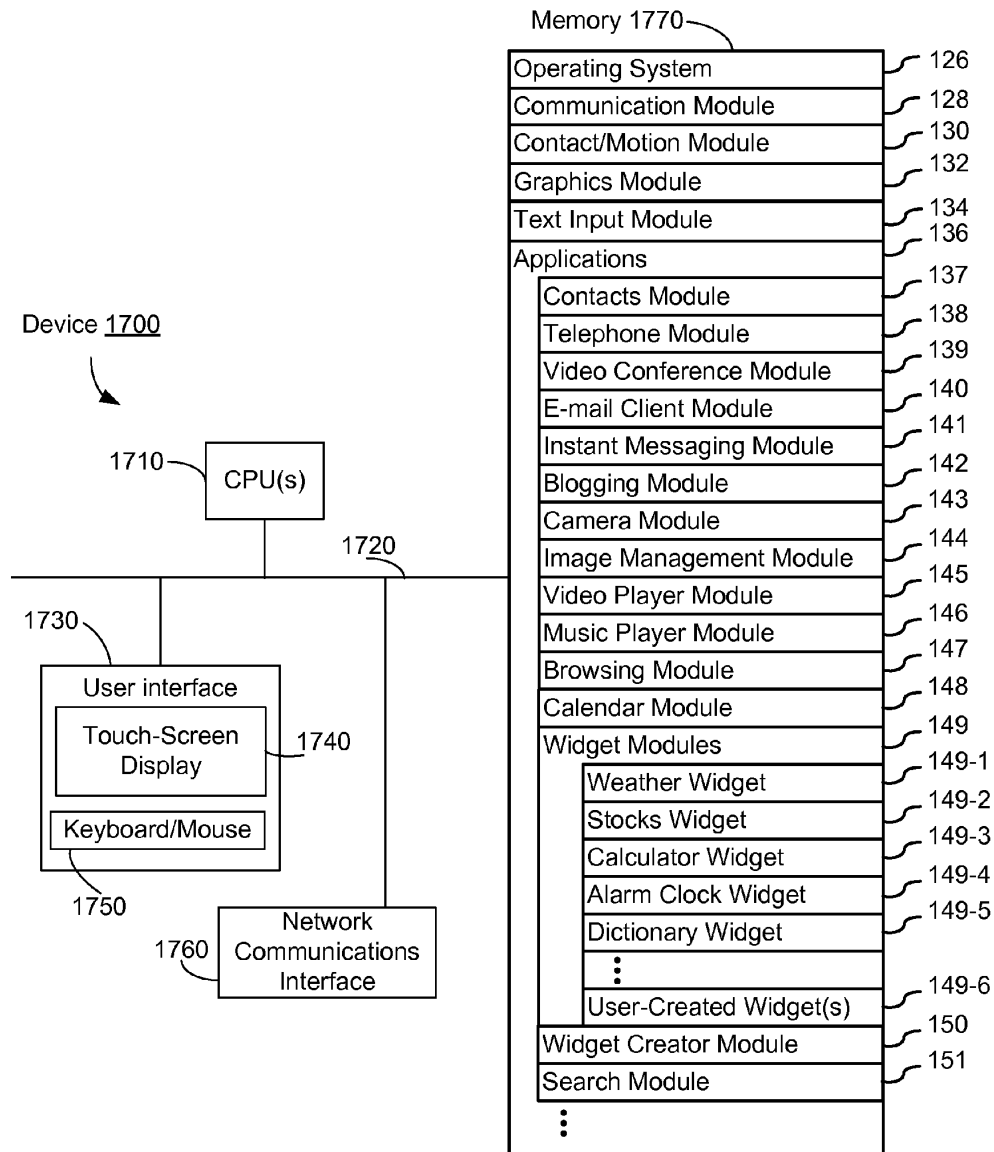 Memory 1770
Operating System 126
Communication Module 128
Contact/Motion Module 130
Graphics Module 132
Text Input Module 134
Applications 136
Contacts Module 137
Telephone Module 138
Video Conference Module 139
E-mail Client Module 140
Instant Messaging Module 141
Blogging Module 142
Camera Module 143
Image Management Module 144
Video Player Module 145
Music Player Module 146
Browsing Module 147
Calendar Module 148
Widget Modules 149
Weather Widget 149-1
Stocks Widget 149-2
Calculator Widget 149-3
Alarm Clock Widget 149-4
Dictionary Widget 149-5
User-Created Widget(s) 149-6
Widget Creator Module 150
Search Module 151
Device 1700
1710
CPU(s)
1720
1730
User interface
Touch-Screen
Display
1740
Keyboard/Mouse
1750
Network
Communications
Interface
1760